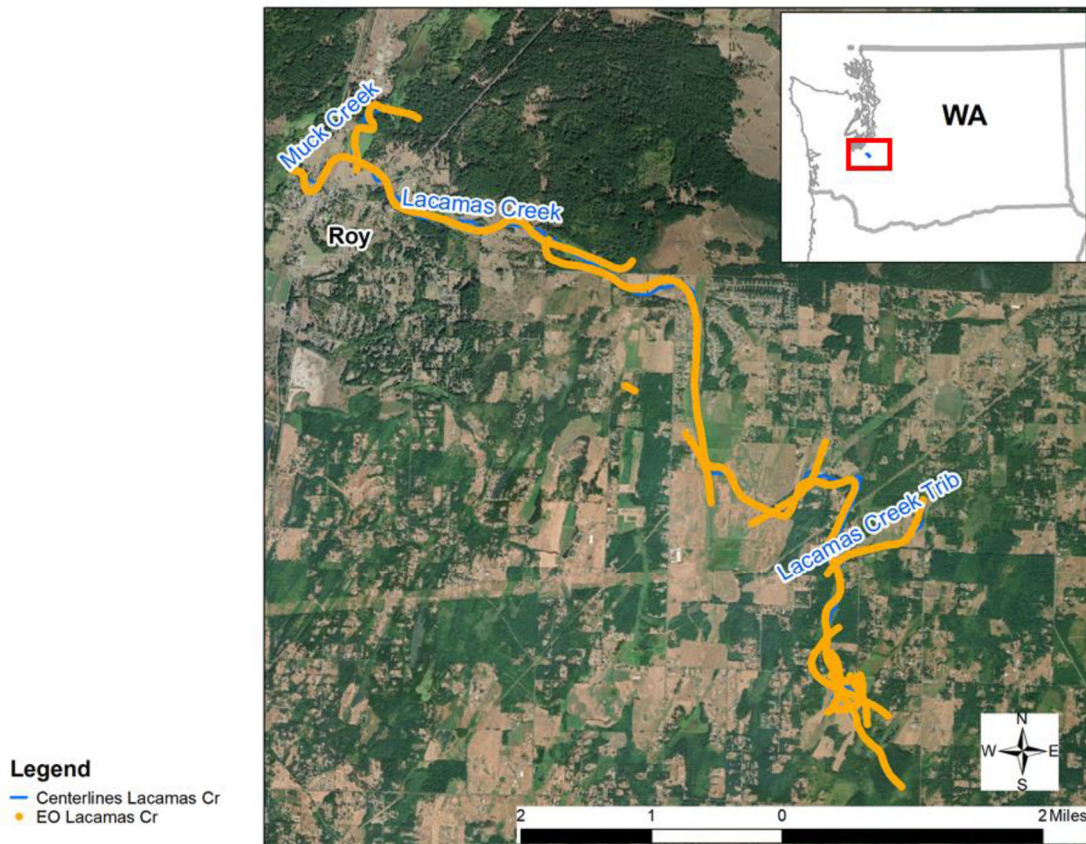 WA
Muck Creek
Lacamas Creek
Roy
Lacamas Creek Trib
N
W E
S
Legend
Centerlines Lacamas Cr
EO Lacamas Cr
2 1 0 2 Miles